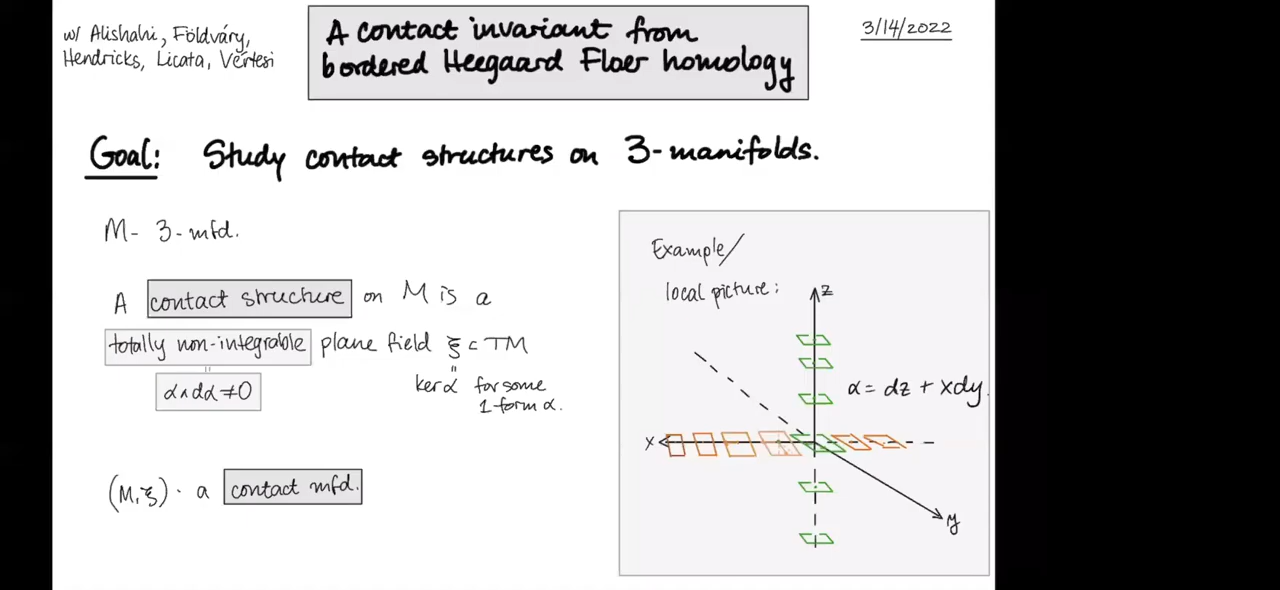 w/ Alishahi, Földváry,
Hendricks, Licata, Vértesi
A contact invariant from
bordered Heegaard Floer homology
3/14/2022
Goal: Study contact structures on 3-manifolds.
M- 3-mfd.
A contact structure on M is a
totally non-integrable plane field ξ ⊂ TM
"
"
α∧dα ≠ 0
ker α for some
1-form α.
(M,ξ) · a contact mfd.
Example/
local picture:
z
α = dz + xdy.
x
y